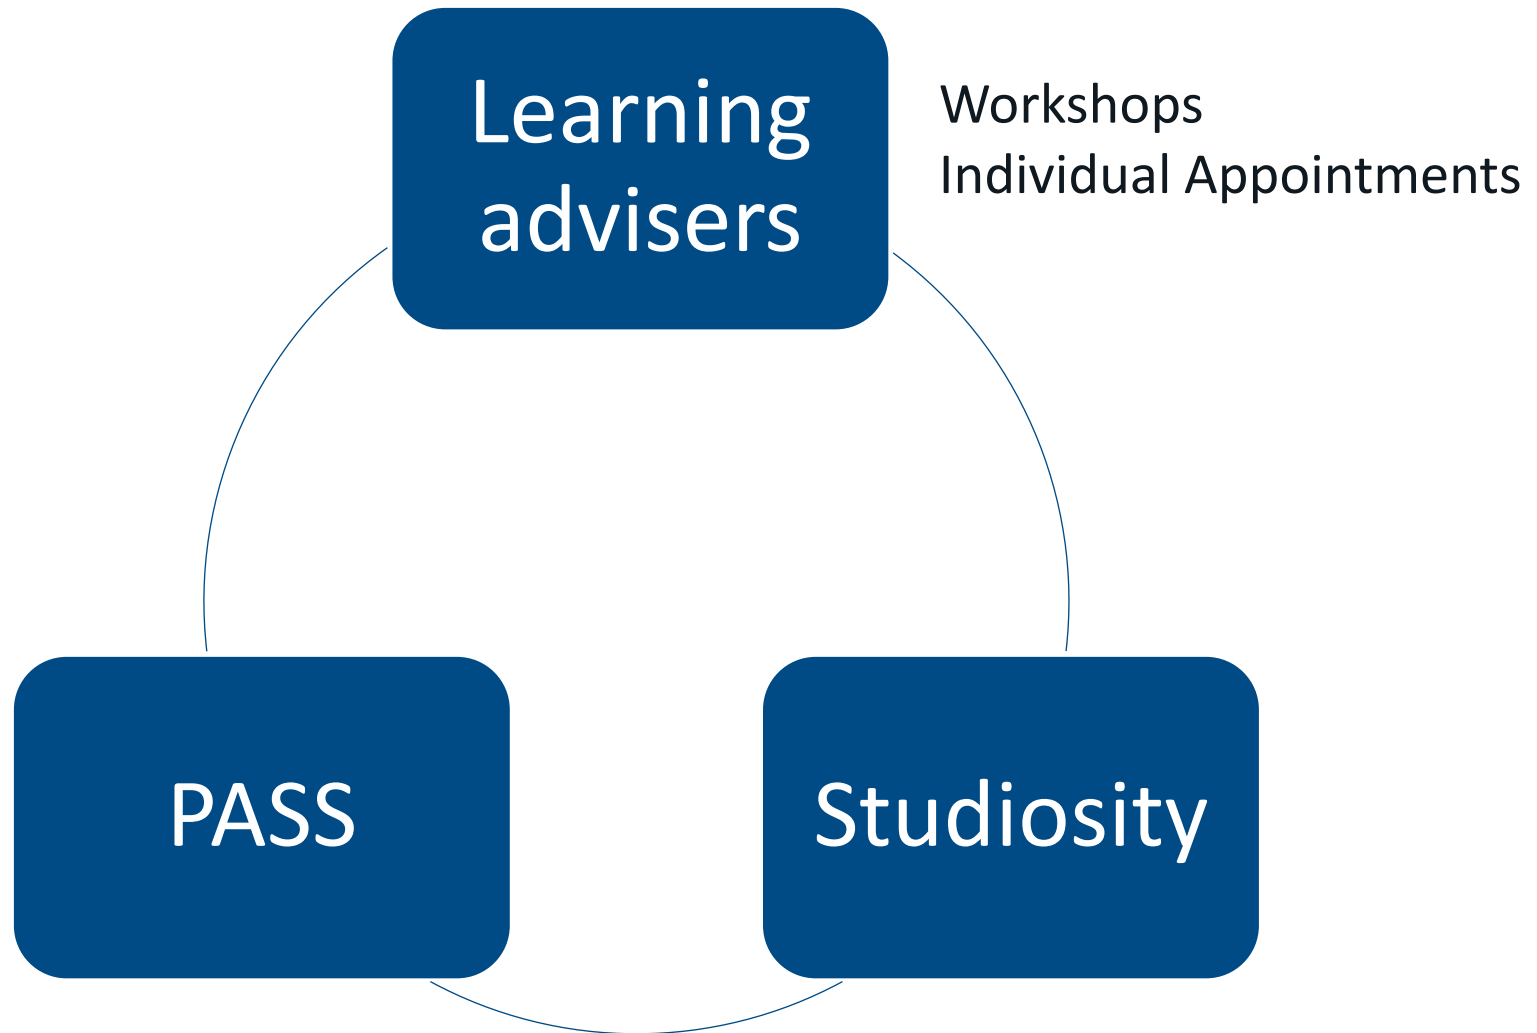 Learning
advisers
Workshops
Individual Appointments
PASS
Studiosity